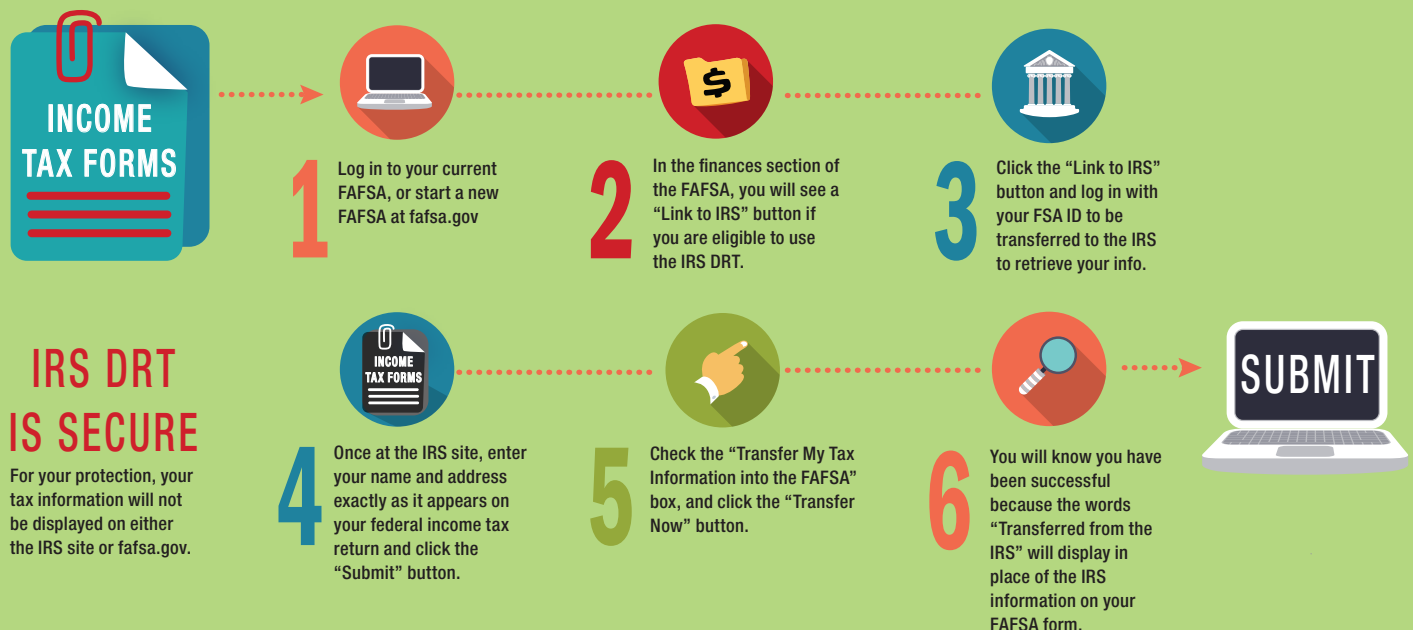 INCOME
TAX FORMS
1
Log in to your current
FAFSA, or start a new
FAFSA at fafsa.gov
2
In the finances section of
the FAFSA, you will see a
“Link to IRS” button if
you are eligible to use
the IRS DRT.
3
Click the “Link to IRS”
button and log in with
your FSA ID to be
transferred to the IRS
to retrieve your info.
IRS DRT
IS SECURE
For your protection, your
tax information will not
be displayed on either
the IRS site or fafsa.gov.
INCOME
TAX FORMS
4
Once at the IRS site, enter
your name and address
exactly as it appears on
your federal income tax
return and click the
“Submit” button.
5
Check the “Transfer My Tax
Information into the FAFSA”
box, and click the “Transfer
Now” button.
6
You will know you have
been successful
because the words
“Transferred from the
IRS” will display in
place of the IRS
information on your
FAFSA form.
SUBMIT